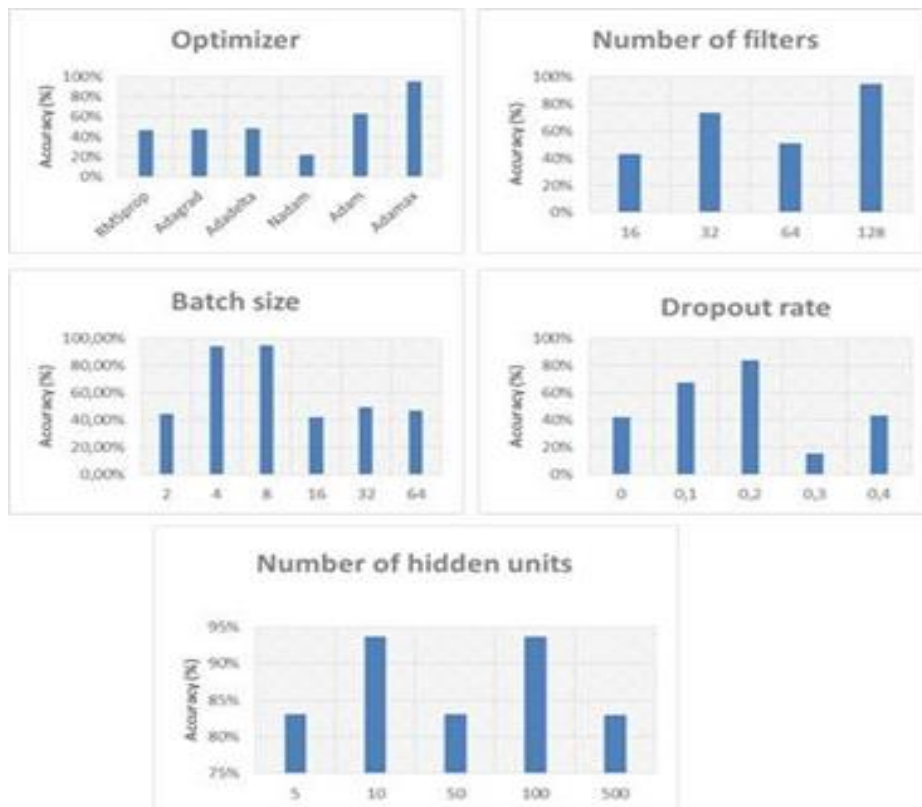 Optimizer
Accuracy (%)
100%
80%
60%
40%
20%
0%
RMSprop Adagrad Adadelta Nadam Adam Adamax
Number of filters
Accuracy (%)
100%
80%
60%
40%
20%
0%
16 32 64 128
Batch size
Accuracy (%)
100,00%
80,00%
60,00%
40,00%
20,00%
0,00%
2 4 8 16 32 64
Dropout rate
Accuracy (%)
100%
80%
60%
40%
20%
0%
0 0,1 0,2 0,3 0,4
Number of hidden units
Accuracy (%)
95%
90%
85%
80%
75%
5 10 50 100 500